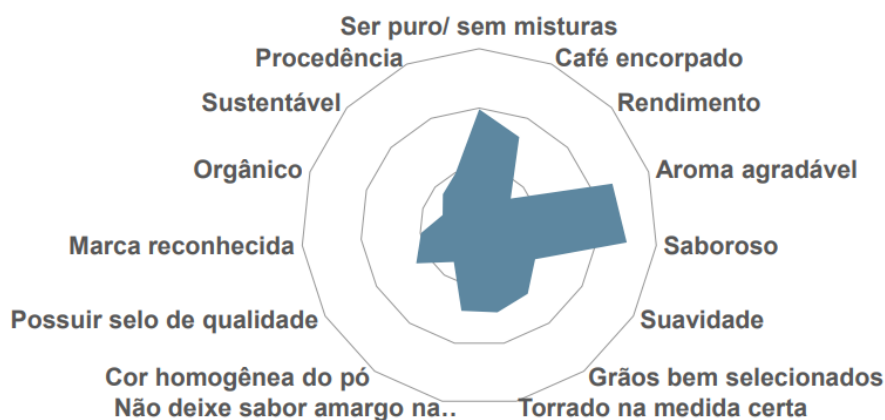 Ser puro/ sem misturas
Procedência
Café encorpado
Sustentável
Rendimento
Orgânico
Aroma agradável
Marca reconhecida
Saboroso
Possuir selo de qualidade
Suavidade
Cor homogênea do pó
Grãos bem selecionados
Não deixe sabor amargo na..
Torrado na medida certa